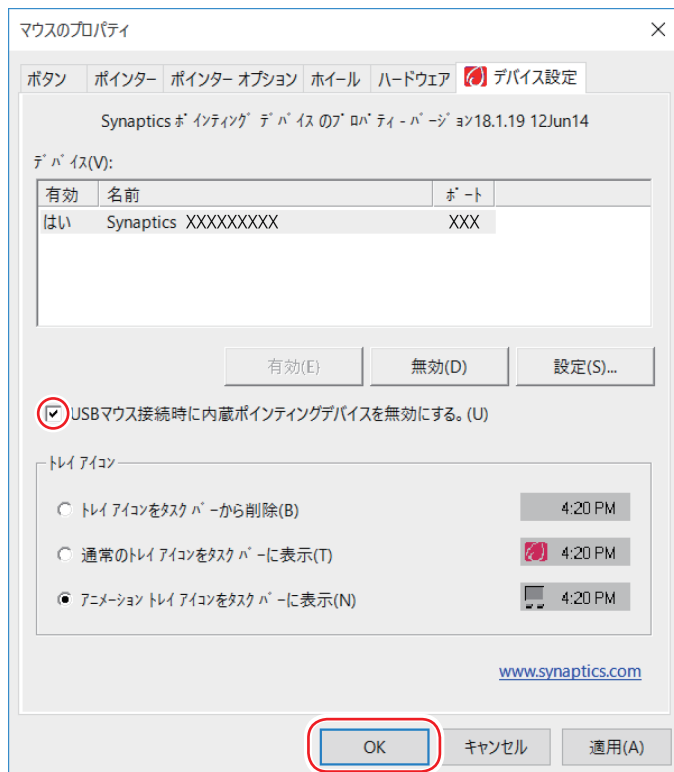 マウスのプロパティ
ボタン ポインター ポインター オプション ホイール ハードウェア デバイス設定
Synaptics ﾎﾟｲﾝﾃｨﾝｸﾞ ﾃﾞﾊﾞｲｽ のﾌﾟﾛﾊﾟﾃｨ - ﾊﾞｰｼﾞｮﾝ18.1.19 12Jun14
ﾃﾞﾊﾞｲｽ(V):
有効 名前 ﾎﾟｰﾄ
はい Synaptics XXXXXXXXX XXX
有効(E) 無効(D) 設定(S)...
USBマウス接続時に内蔵ポインティングデバイスを無効にする。(U)
ﾄﾚｲ ｱｲｺﾝ
ﾄﾚｲ ｱｲｺﾝをﾀｽｸ ﾊﾞｰから削除(B) 4:20 PM
通常のﾄﾚｲ ｱｲｺﾝをﾀｽｸ ﾊﾞｰに表示(T) 4:20 PM
ｱﾆﾒｰｼｮﾝ ﾄﾚｲ ｱｲｺﾝをﾀｽｸ ﾊﾞｰに表示(N) 4:20 PM
www.synaptics.com
OK キャンセル 適用(A)